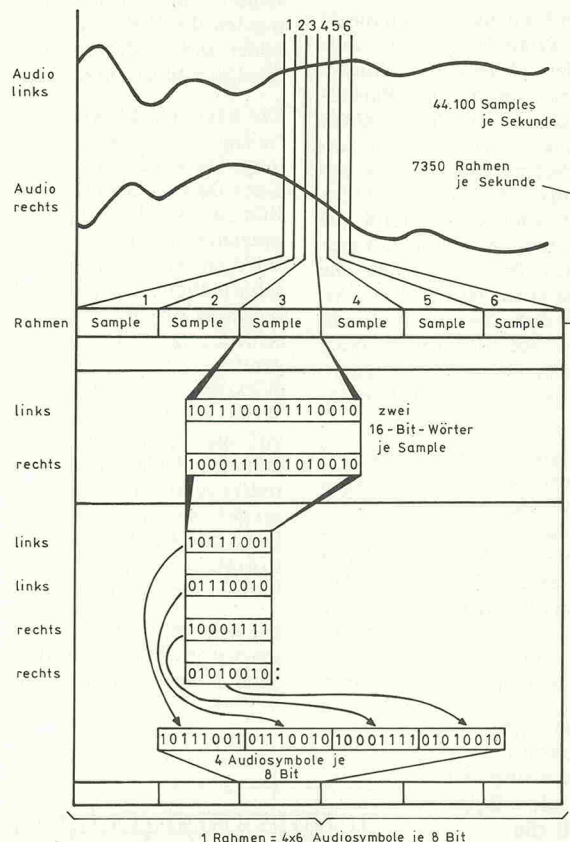 1 2 3 4 5 6
Audio
links
44.100 Samples
je Sekunde
7350 Rahmen
je Sekunde
Audio
rechts
1 2 3 4 5 6
Rahmen Sample Sample Sample Sample Sample Sample
links 1011100101110010
zwei
16-Bit-Wörter
je Sample
rechts 1000111101010010
links 10111001
links 01110010
rechts 10001111
rechts 01010010:
10111001 01110010 10001111 01010010
4 Audiosymbole je
8 Bit
1 Rahmen = 4x6 Audiosymbole je 8 Bit